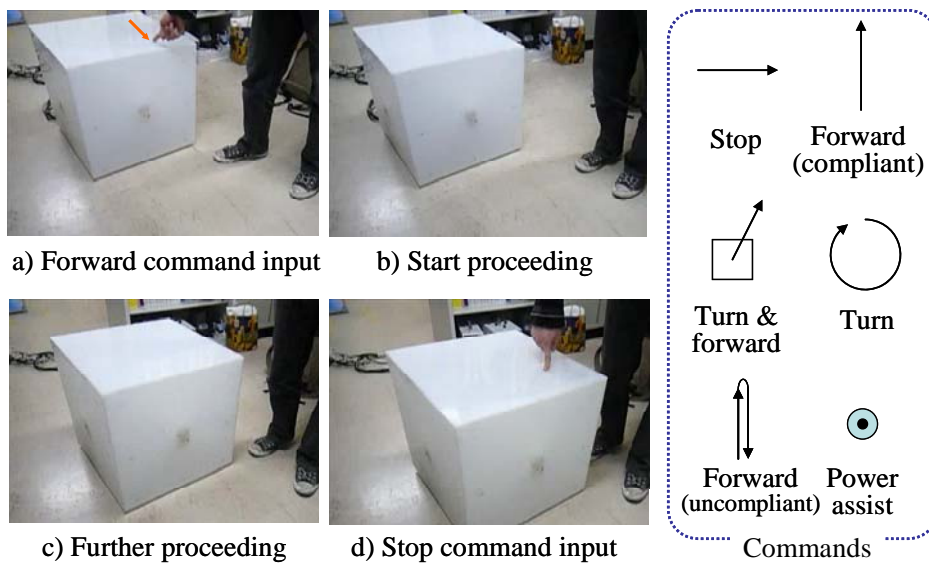 a) Forward command input
b) Start proceeding
c) Further proceeding
d) Stop command input
Stop
Forward
(compliant)
Turn &
forward
Turn
Forward
(uncompliant)
Power
assist
Commands